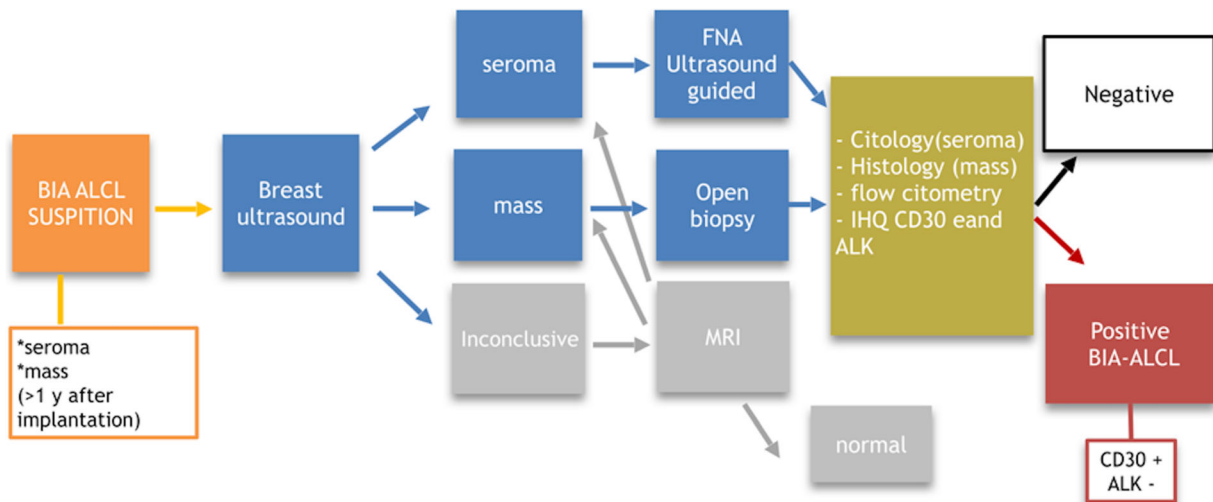 BIA ALCL
SUSPITION
*seroma
*mass
(>1 y after
implantation)
Breast
ultrasound
seroma
mass
Inconclusive
FNA
Ultrasound
guided
Open
biopsy
MRI
normal
- Citology(seroma)
- Histology (mass)
- flow citometry
- IHQ CD30 eand
ALK
Negative
Positive
BIA-ALCL
CD30 +
ALK -